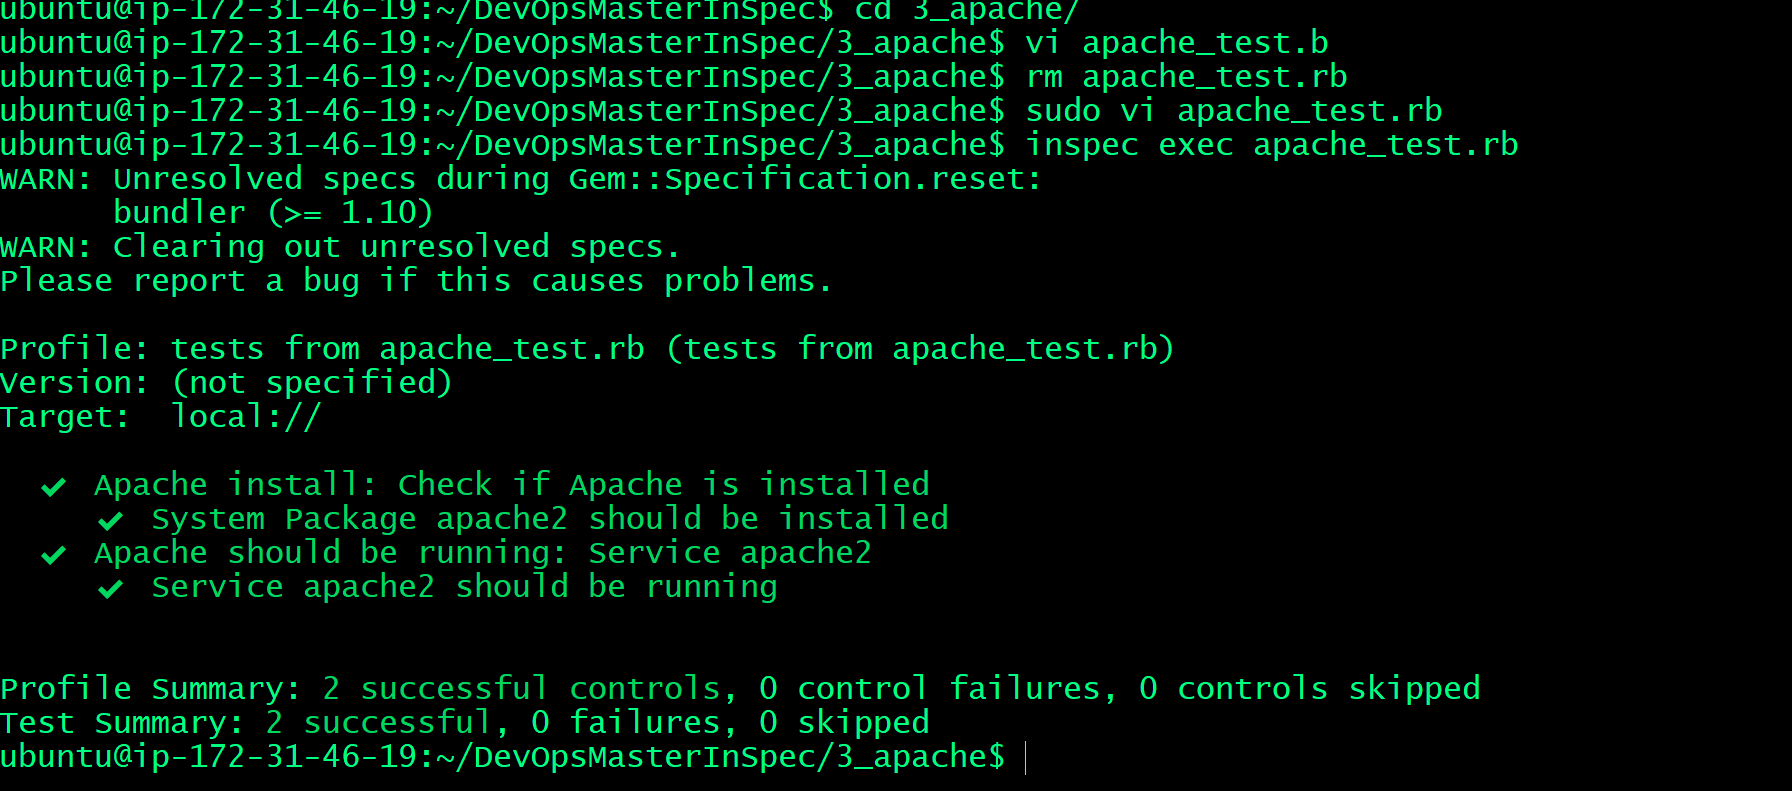 ubuntu@ip-172-31-46-19:~/DevOpsMasterInSpec$ cd 3_apache/
ubuntu@ip-172-31-46-19:~/DevOpsMasterInSpec/3_apache$ vi apache_test.b
ubuntu@ip-172-31-46-19:~/DevOpsMasterInSpec/3_apache$ rm apache_test.rb
ubuntu@ip-172-31-46-19:~/DevOpsMasterInSpec/3_apache$ sudo vi apache_test.rb
ubuntu@ip-172-31-46-19:~/DevOpsMasterInSpec/3_apache$ inspec exec apache_test.rb
WARN: Unresolved specs during Gem::Specification.reset:
      bundler (>= 1.10)
WARN: Clearing out unresolved specs.
Please report a bug if this causes problems.
Profile: tests from apache_test.rb (tests from apache_test.rb)
Version: (not specified)
Target:  local://
  ✔  Apache install: Check if Apache is installed
     ✔  System Package apache2 should be installed
  ✔  Apache should be running: Service apache2
     ✔  Service apache2 should be running
Profile Summary: 2 successful controls, 0 control failures, 0 controls skipped
Test Summary: 2 successful, 0 failures, 0 skipped
ubuntu@ip-172-31-46-19:~/DevOpsMasterInSpec/3_apache$